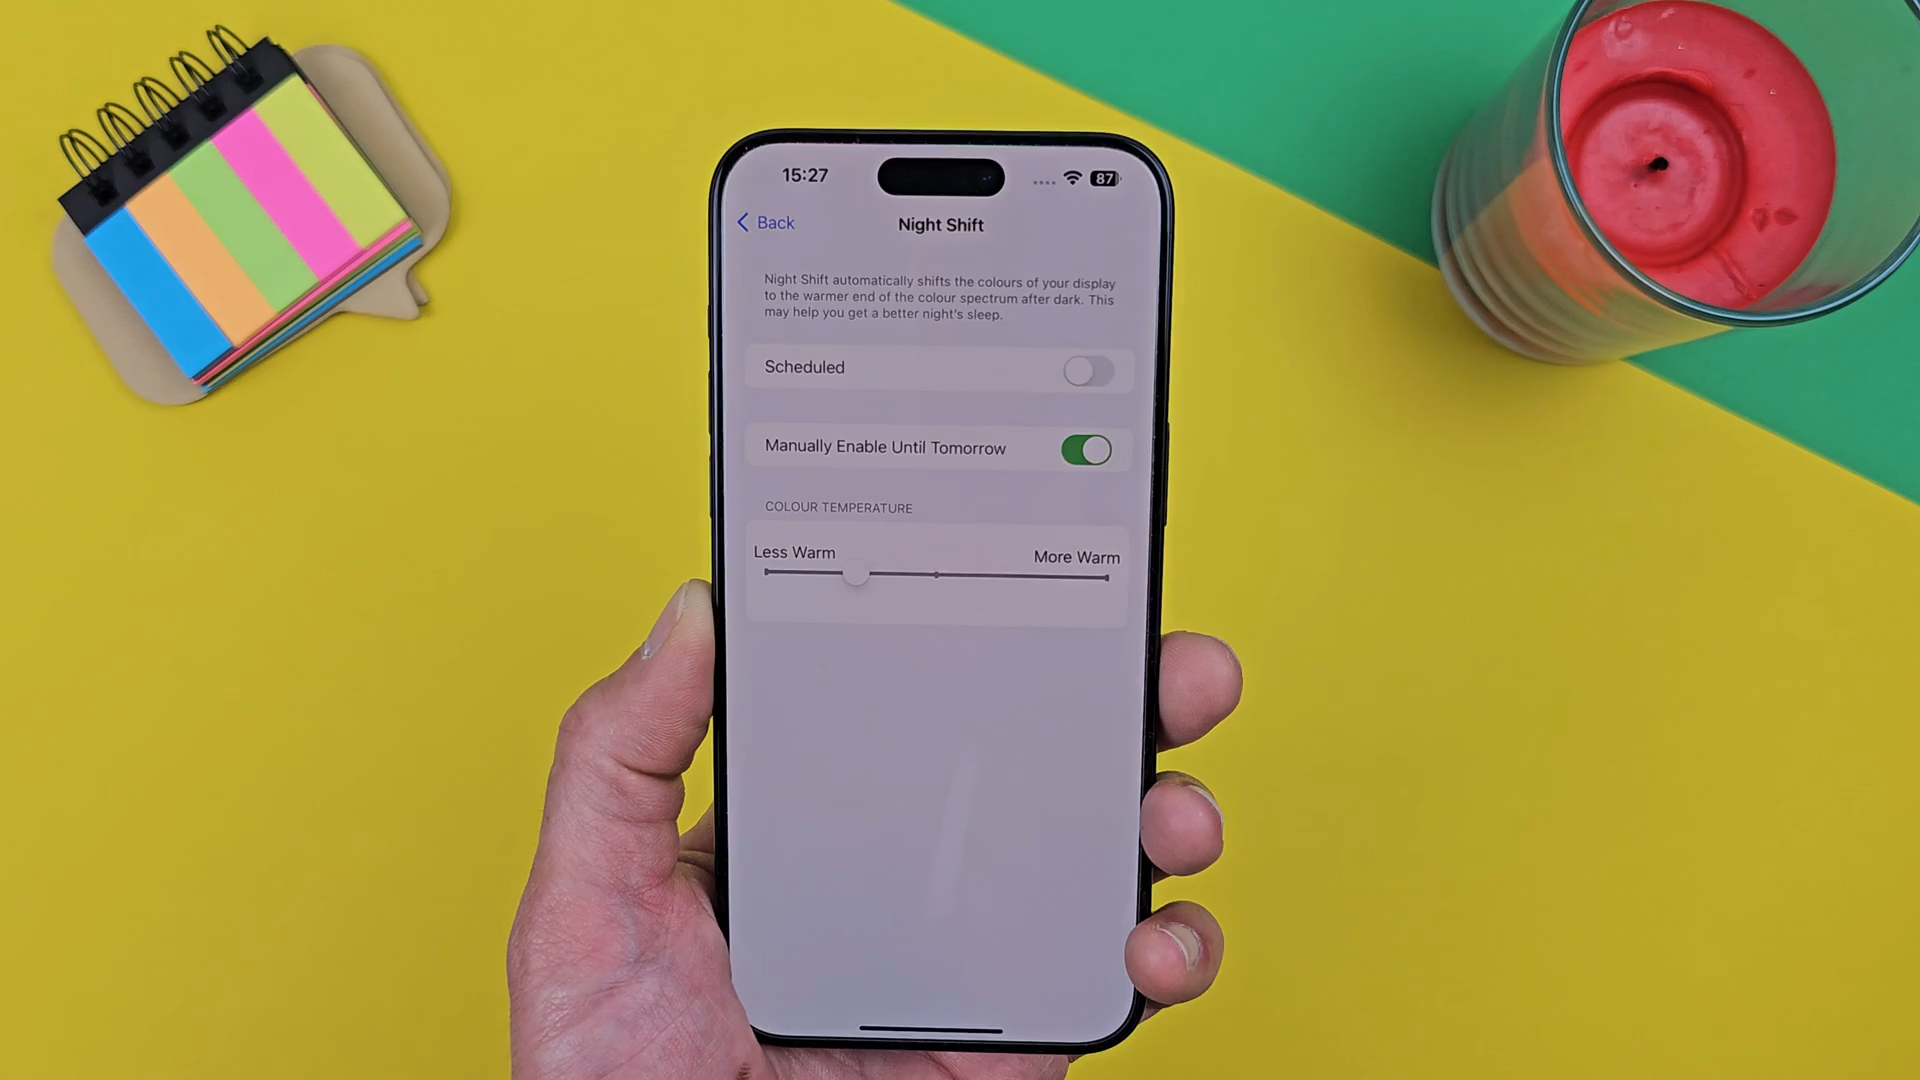 15:27
87
Back
Night Shift
Night Shift automatically shifts the colours of your display
to the warmer end of the colour spectrum after dark. This
may help you get a better night's sleep.
Scheduled
Manually Enable Until Tomorrow
COLOUR TEMPERATURE
Less Warm
More Warm